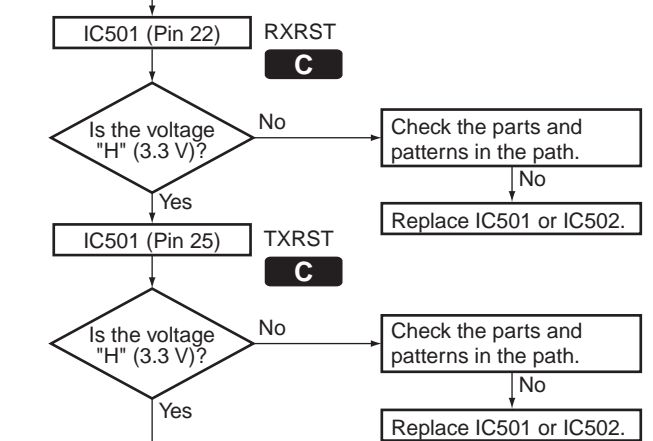 IC501 (Pin 22)
RXRST
C
Is the voltage
"H" (3.3 V)?
No
Check the parts and
patterns in the path.
No
Replace IC501 or IC502.
Yes
IC501 (Pin 25)
TXRST
C
Is the voltage
"H" (3.3 V)?
No
Check the parts and
patterns in the path.
No
Replace IC501 or IC502.
Yes